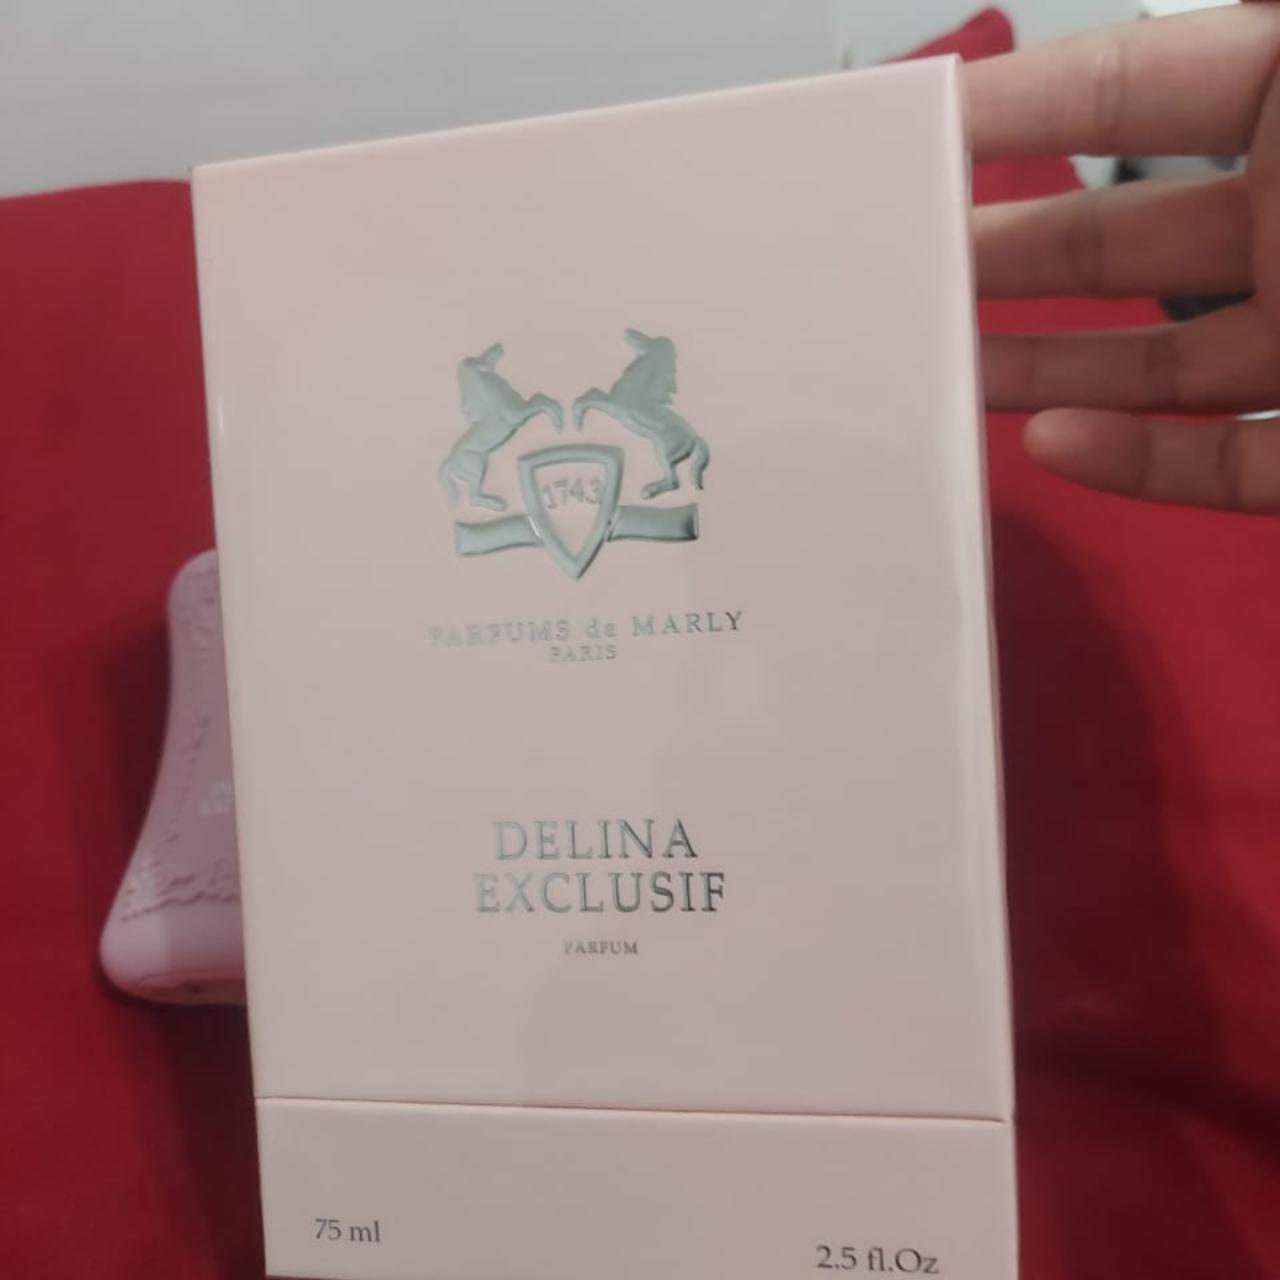 1743
PARFUMS de MARLY
PARIS
DELINA
EXCLUSIF
PARFUM
75 ml
2.5 fl.Oz